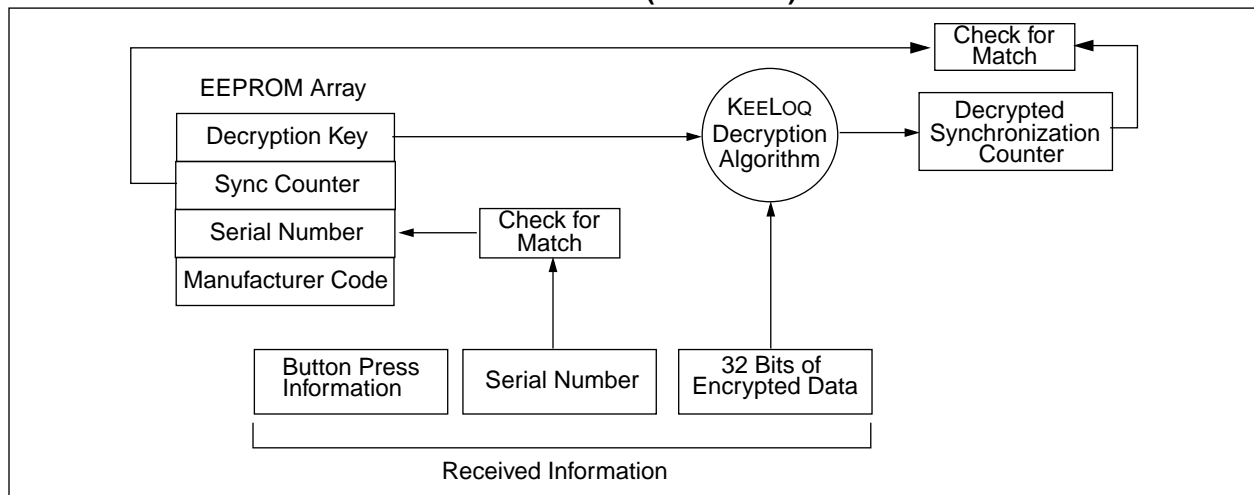 Check for
Match
EEPROM Array
Decryption Key
Sync Counter
Serial Number
Manufacturer Code
KEELOQ
Decryption
Algorithm
Decrypted
Synchronization
Counter
Check for
Match
Button Press
Information
Serial Number
32 Bits of
Encrypted Data
Received Information